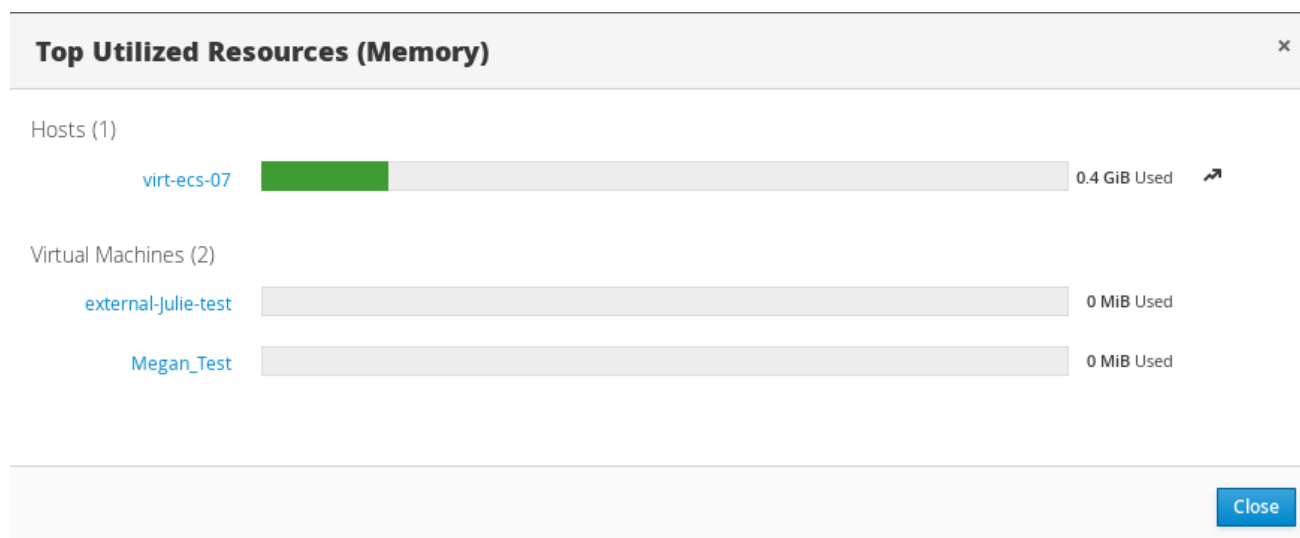 Top Utilized Resources (Memory) ×
Hosts (1)
virt-ecs-07 0.4 GiB Used
Virtual Machines (2)
external-Julie-test 0 MiB Used
Megan_Test 0 MiB Used
Close